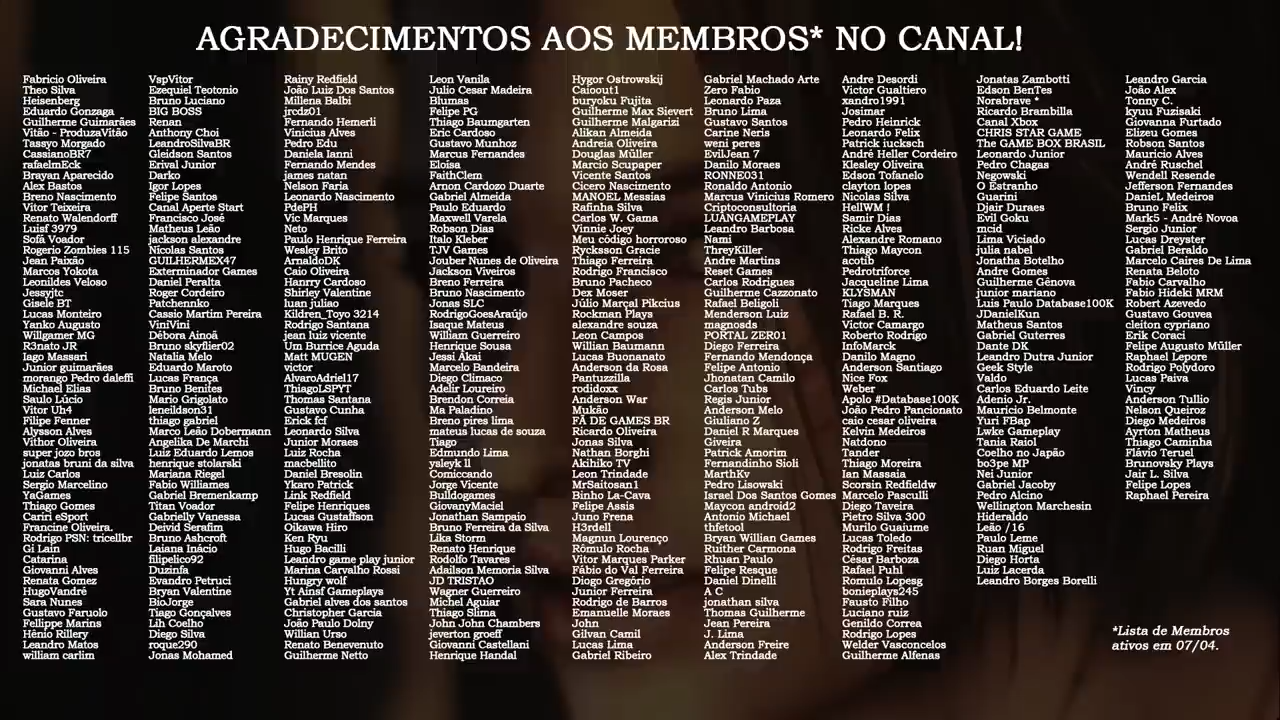 AGRADECIMENTOS AOS MEMBROS* NO CANAL!
Fabricio Oliveira
Theo Silva
Heisenberg
Eduardo Gonzaga
Guilherme Guimarães
Vitão - ProduzaVitão
Tassyo Morgado
CassianoBR7
rafaelmEck
Brayan Aparecido
Alex Bastos
Breno Nascimento
Vitor Teixeira
Renato Walendorff
Luisf 3979
Sofá Voador
Rogerio Zombies 115
Jean Paixão
Marcos Yokota
Leonildes Veloso
Jessyjtc
Gisele BT
Lucas Monteiro
Yanko Augusto
Willgamer MG
R3nato JR
Iago Massari
Junior guimarães
morango Pedro daleffi
Michael Elias
Saulo Lúcio
Vitor Uh4
Filipe Fenner
Alysson Alves
Víthor Oliveira
super jozo bros
jonatas bruni da silva
Luiz Carlos
Sergio Marcelino
YaGames
Thiago Gomes
Cariri eSport
Francine Oliveira.
Rodrigo PSN: tricellbr
Gi Lain
Catarina
Giovanni Alves
Renata Gomez
HugoVandré
Sara Nunes
Gustavo Faruolo
Fellippe Marins
Hênio Rillery
Leandro Matos
william carlim
VspVitor
Ezequiel Teotonio
Bruno Luciano
BIG BOSS
Renan
Anthony Choi
LeandroSilvaBR
Gleidson Santos
Erival Junior
Darko
Igor Lopes
Felipe Santos
Canal Aperte Start
Francisco José
Matheus Leão
jackson alexandre
Nícolas Santos
GUILHERMEX47
Exterminador Games
Daniel Peralta
Roger Cordeiro
Patchenko
Cassio Martim Pereira
ViniVini
Débora Ainoã
Bruno skyflier02
Natalia Melo
Eduardo Maroto
Lucas França
Bruno Benites
Mario Grigolato
leneildson31
thiago gabriel
Marco Leão Dobermann
Angelika De Marchi
Luiz Eduardo Lemos
henrique stolarski
Mariana Riegel
Fabio Williames
Gabriel Bremenkamp
Titan Voador
Gabrielly Vanessa
Deivid Serafim
Bruno Ashcroft
Laiana Inácio
filipelico92
Duzinfa
Evandro Petruci
Bryan Valentine
BioJorge
Tiago Gonçalves
Lih Coelho
Diego Silva
roque290
Jonas Mohamed
Rainy Redfield
João Luiz Dos Santos
Millena Balbi
jrodz01
Fernando Hemerli
Vinicius Alves
Pedro Edu
Daniela Ianni
Fernando Mendes
james natan
Nelson Faria
Leonardo Nascimento
PdePH
Vic Marques
Neto
Paulo Henrique Ferreira
Wesley Brito
ArnaldoDK
Caio Oliveira
Hanrry Cardoso
Shirley Valentine
luan juliao
Kildren_Toyo 3214
Rodrigo Santana
jean luiz vicente
Um Burrice Aguda
Matt MUGEN
victor
AlvaroAdriel17
ThiagoLSPYT
Thomas Santana
Gustavo Cunha
Erick fcf
Leonardo Silva
Junior Moraes
Luiz Rocha
macbellito
Daniel Bresolin
Ykaro Patrick
Link Redfield
Felipe Henriques
Lucas Gustaffson
Oikawa Hiro
Ken Ryu
Hugo Bacilli
Leandro game play junior
Marina Carvalho Rossi
Hungry wolf
Yt Ainsf Gameplays
Gabriel alves dos santos
Christopher Garcia
João Paulo Dolny
Willian Urso
Renato Benevenuto
Guilherme Netto
Leon Vanila
Julio Cesar Madeira
Blumas
Felipe PG
Thiago Baumgarten
Eric Cardoso
Gustavo Munhoz
Marcus Fernandes
Eloisa
FaithClem
Arnon Cardozo Duarte
Gabriel Almeida
Paulo Eduardo
Maxwell Varela
Robson Dias
Italo Kleber
TJV Games
Jouber Nunes de Oliveira
Jackson Viveiros
Breno Ferreira
Bruno Nascimento
Jonas SLC
RodrigoGoesAraújo
Isaque Mateus
William Guerreiro
Henrique Sousa
Jessi Akai
Marcelo Bandeira
Diego Climaco
Adelir Loureiro
Brendon Correia
Ma Paladino
Breno pires lima
mateus lucas de souza
Tiago
Edmundo Lima
ysleyk ll
Comiccando
Jorge Vicente
Bulldogames
GiovanyMaciel
Jonathan Sampaio
Bruno Ferreira da Silva
Lika Storm
Renato Henrique
Rodolfo Tavares
Adailson Memoria Silva
JD TRISTAO
Wagner Guerreiro
Michel Aguiar
Thiago Slima
John John Chambers
jeverton groeff
Giovanni Castellani
Henrique Handal
Hygor Ostrowskij
Caioout1
buryoku Fujita
Guilherme Max Sievert
Guilherme Malgarizi
Alikan Almeida
Andreia Oliveira
Douglas Müller
Marcio Scupaper
Vicente Santos
Cicero Nascimento
MANOEL Messias
Rafinha Silva
Carlos W. Gama
Vinnie Joey
Meu código horroroso
Rycksson Gracie
Thiago Ferreira
Rodrigo Francisco
Bruno Pacheco
Dex Moser
Júlio Marçal Pikcius
Rockman Plays
alexandre souza
Leon Campos
Willian Baumann
Lucas Buonanato
Anderson da Rosa
Pantuzzilla
rodidoxx
Anderson War
Mukão
FÃ DE GAMES BR
Ricardo Oliveira
Jonas Silva
Nathan Borghi
Akihiko TV
Leon Trindade
MrSaitosan1
Binho La-Cava
Felipe Assis
Juno Frena
H3rdell
Magnun Lourenço
Rômulo Rocha
Vitor Marques Parker
Fábio do Val Ferreira
Diogo Gregório
Junior Ferreira
Rodrigo de Barros
Emanuelle Moraes
John
Gilvan Camil
Lucas Lima
Gabriel Ribeiro
Gabriel Machado Arte
Zero Fabio
Leonardo Paza
Bruno Lima
Gustavo Santos
Carine Neris
weni peres
EvilJean 7
Danilo Moraes
RONNE031
Ronaldo Antonio
Marcus Vinicius Romero
Criptoconsultoria
LUANGAMEPLAY
Leandro Barbosa
Nami
ThreyKiller
Andre Martins
Reset Games
Carlos Rodrigues
Guilherme Cazzonato
Rafael Beligoli
Menderson Luiz
magnosds
PORTAL ZER01
Diego Ferreira
Fernando Mendonça
Felipe Antonio
Jhonatan Camilo
Carlos Tubs
Regis Junior
Anderson Melo
Giuliano Z
Daniel R Marques
Giveira
Patrick Amorim
Fernandinho Sioli
MarthKv
Pedro Lisowski
Israel Dos Santos Gomes
Maycon android2
Antonio Michael
thfetool
Bryan Willian Games
Ruither Carmona
Rhuan Paulo
Felipe Resque
Daniel Dinelli
A C
jonathan silva
Thomas Guilherme
Jean Pereira
J. Lima
Anderson Freire
Alex Trindade
Andre Desordi
Victor Gualtiero
xandro1991
Josimar
Pedro Heinrick
Leonardo Felix
Patrick iucksch
André Heller Cordeiro
Klesley Oliveira
Edson Tofanelo
clayton lopes
Nicolas Silva
HellWM !
Samir Dias
Ricke Alves
Alexandre Romano
Thiago Maycon
acotib
Pedrotriforce
Jacqueline Lima
KLYSMAN
Tiago Marques
Rafael B. R.
Victor Camargo
Roberto Rodrigo
InfoMarck
Danilo Magno
Anderson Santiago
Nice Fox
Weber
Apolo #Database100K
João Pedro Pancionato
caio cesar oliveira
Kelvin Medeiros
Natdono
Tander
Thiago Moreira
Ian Massaia
Scorsin Redfieldw
Marcelo Pasculli
Diego Taveira
Pietro Silva 300
Murilo Guaiume
Lucas Toledo
Rodrigo Freitas
César Barboza
Rafael Puhl
Romulo Lopesg
bonieplays245
Fausto Filho
Luciano ruiz
Genildo Correa
Rodrigo Lopes
Welder Vasconcelos
Guilherme Alfenas
Jonatas Zambotti
Edson BenTes
Norabrave *
Ricardo Brambilla
Canal Xbox
CHRIS STAR GAME
The GAME BOX BRASIL
Leonardo Junior
Pedro Chagas
Negowski
O Estranho
Guarini
Djair Duraes
Evil Goku
mcid
Lima Viciado
julia nabel
Jonatha Botelho
Andre Gomes
Guilherme Gênova
junior mariano
Luis Paulo Database100K
JDanielKun
Matheus Santos
Gabriel Guterres
Dante DK
Leandro Dutra Junior
Geek Style
Valdo
Carlos Eduardo Leite
Adenio Jr.
Mauricio Belmonte
Yuri FBap
Lwke Gameplay
Tania Raiol
Coelho no Japão
bo3pe MP
Nei Junior
Gabriel Jacoby
Pedro Alcino
Wellington Marchesin
Hideraldo
Leão /16
Paulo Leme
Ruan Miguel
Diego Horta
Luiz Lacerda
Leandro Borges Borelli
Leandro Garcia
João Alex
Tonny C.
kyuu Fuzisaki
Giovanna Furtado
Elizeu Gomes
Robson Santos
Mauricio Alves
André Ruschel
Wendell Resende
Jefferson Fernandes
Daniel Medeiros
Bruno Felix
Mark5 - André Novoa
Sergio Junior
Lucas Dreyster
Gabriel Beraldo
Marcelo Caires De Lima
Renata Beloto
Fabio Carvalho
Fabio Hideki MRM
Robert Azevedo
Gustavo Gouvea
cleiton cypriano
Erik Coraci
Felipe Augusto Müller
Raphael Lepore
Rodrigo Polydoro
Lucas Paiva
Wincy
Anderson Tullio
Nelson Queiroz
Diego Medeiros
Ayrton Matheus
Thiago Caminha
Flávio Teruel
Brunovsky Plays
Jair L. Silva
Felipe Lopes
Raphael Pereira
*Lista de Membros
ativos em 07/04.